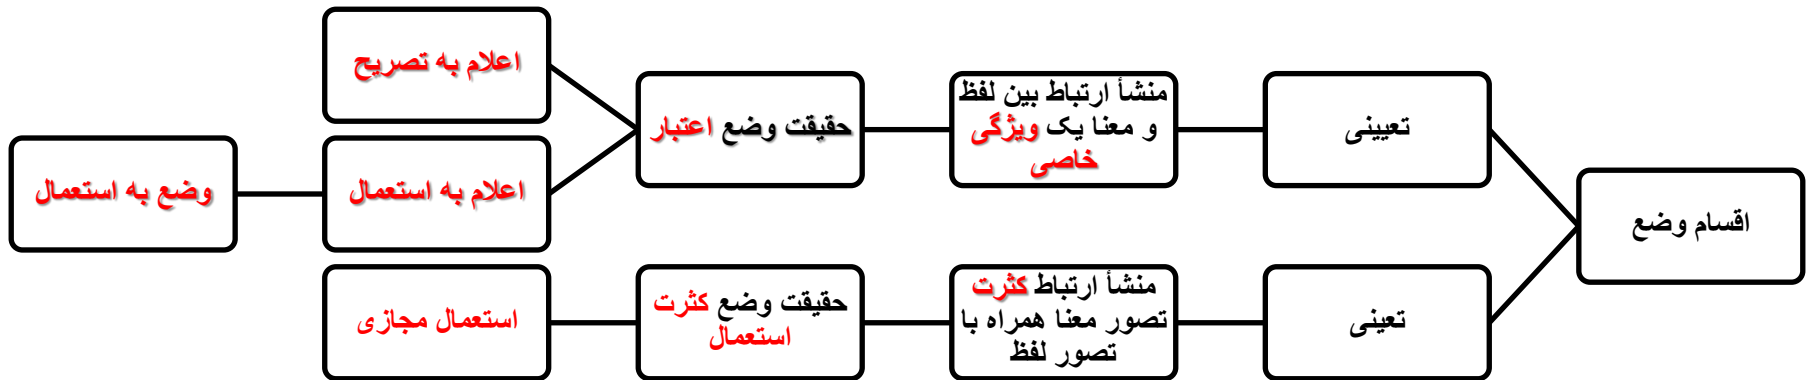 اقسام وضع
تعیینی
منشأ ارتباط بین لفظ
و معنا یک ویژگی
خاصی
حقیقت وضع اعتبار
اعلام به تصریح
اعلام به استعمال
وضع به استعمال
تعینی
منشأ ارتباط کثرت
تصور معنا همراه با
تصور لفظ
حقیقت وضع کثرت
استعمال
استعمال مجازی